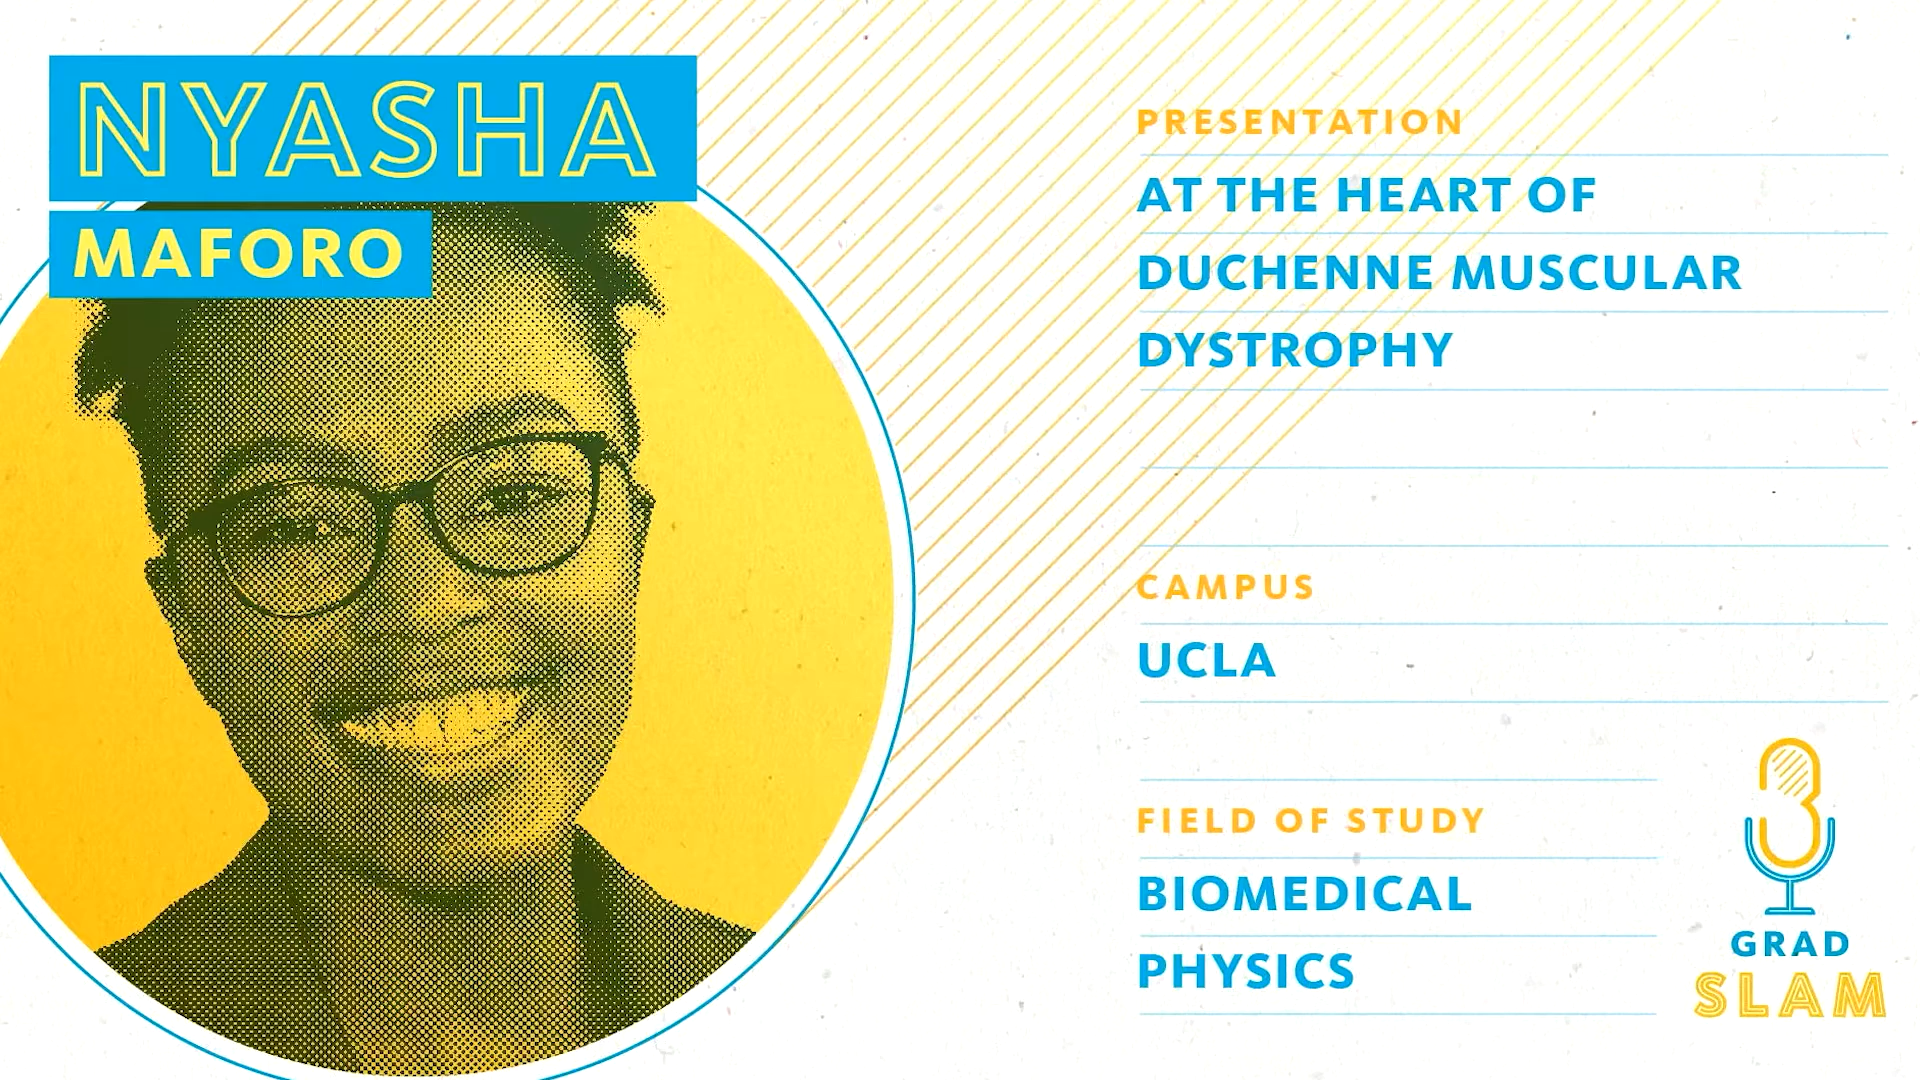 NYASHA
MAFORO
PRESENTATION
AT THE HEART OF
DUCHENNE MUSCULAR
DYSTROPHY
CAMPUS
UCLA
FIELD OF STUDY
BIOMEDICAL
PHYSICS
3
GRAD
SLAM